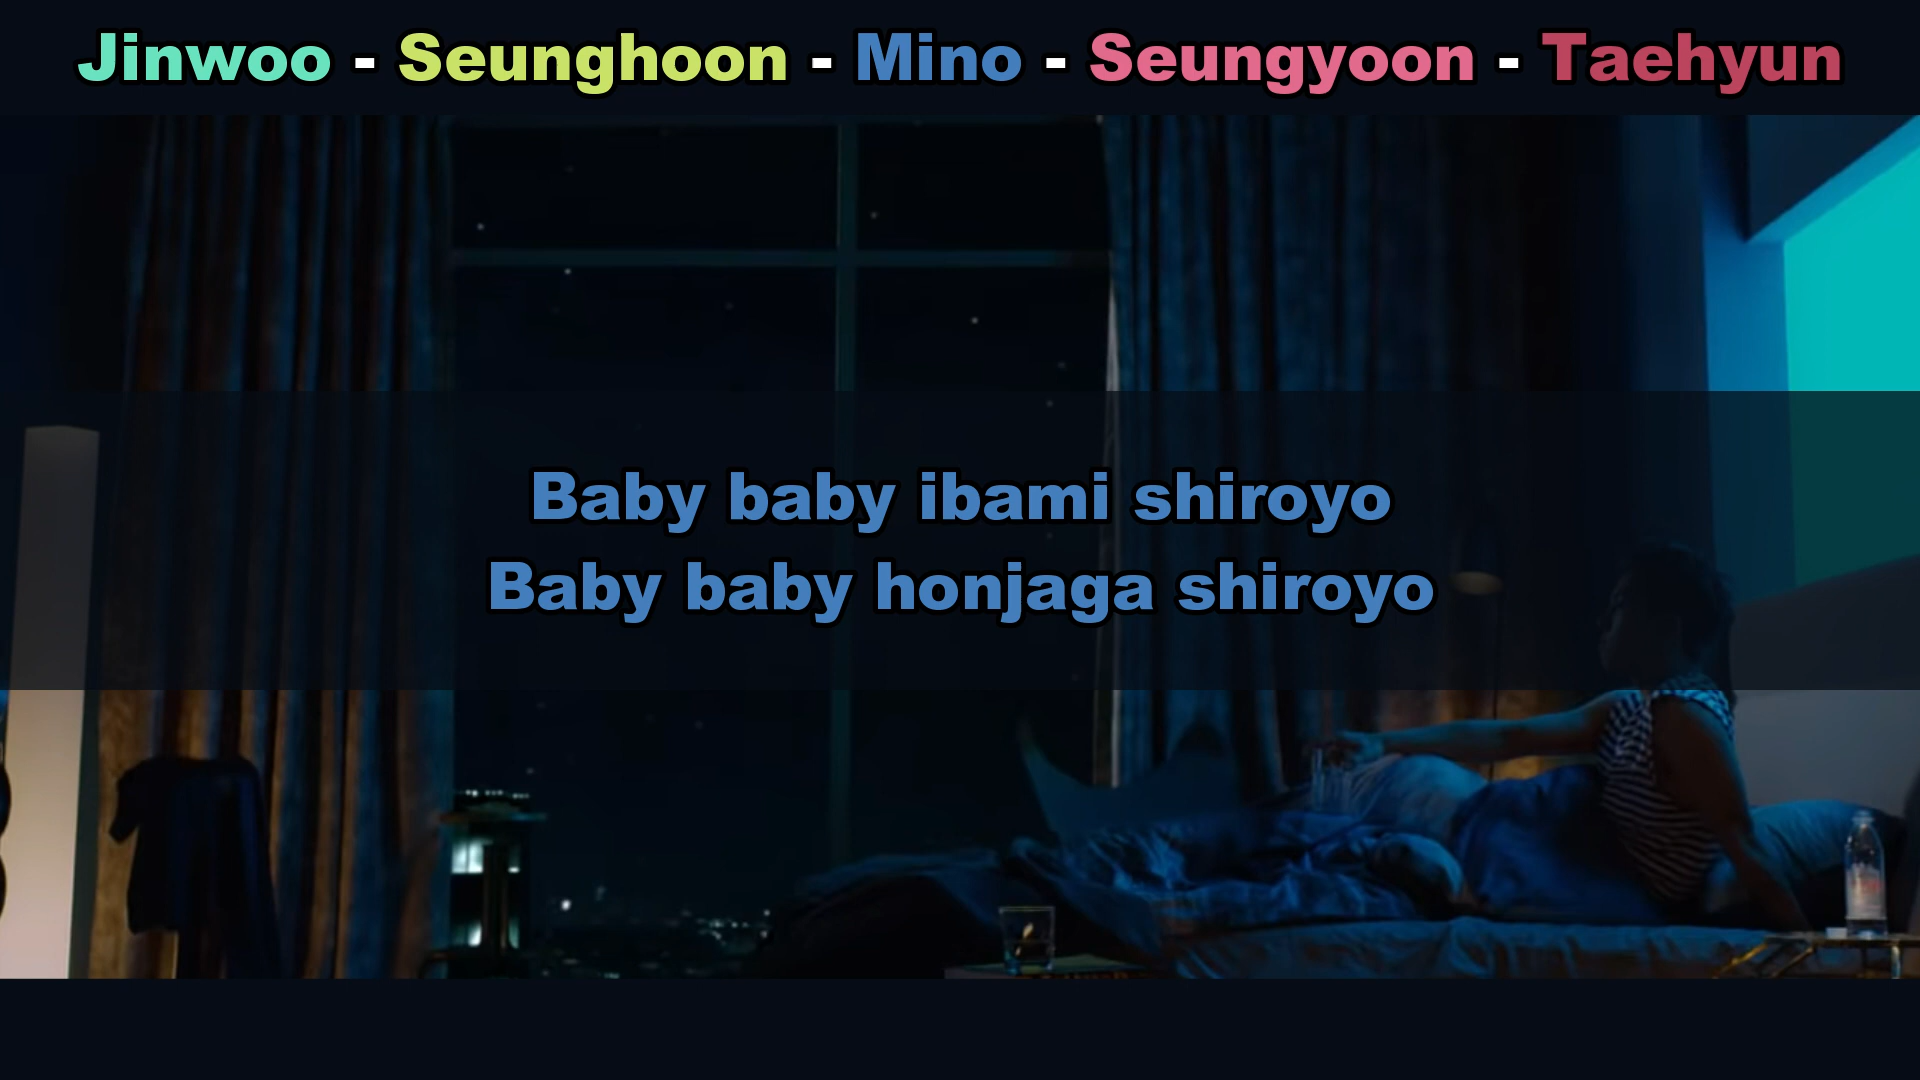 Jinwoo - Seunghoon - Mino - Seungyoon - Taehyun
Baby baby ibami shiroyo
Baby baby honjaga shiroyo